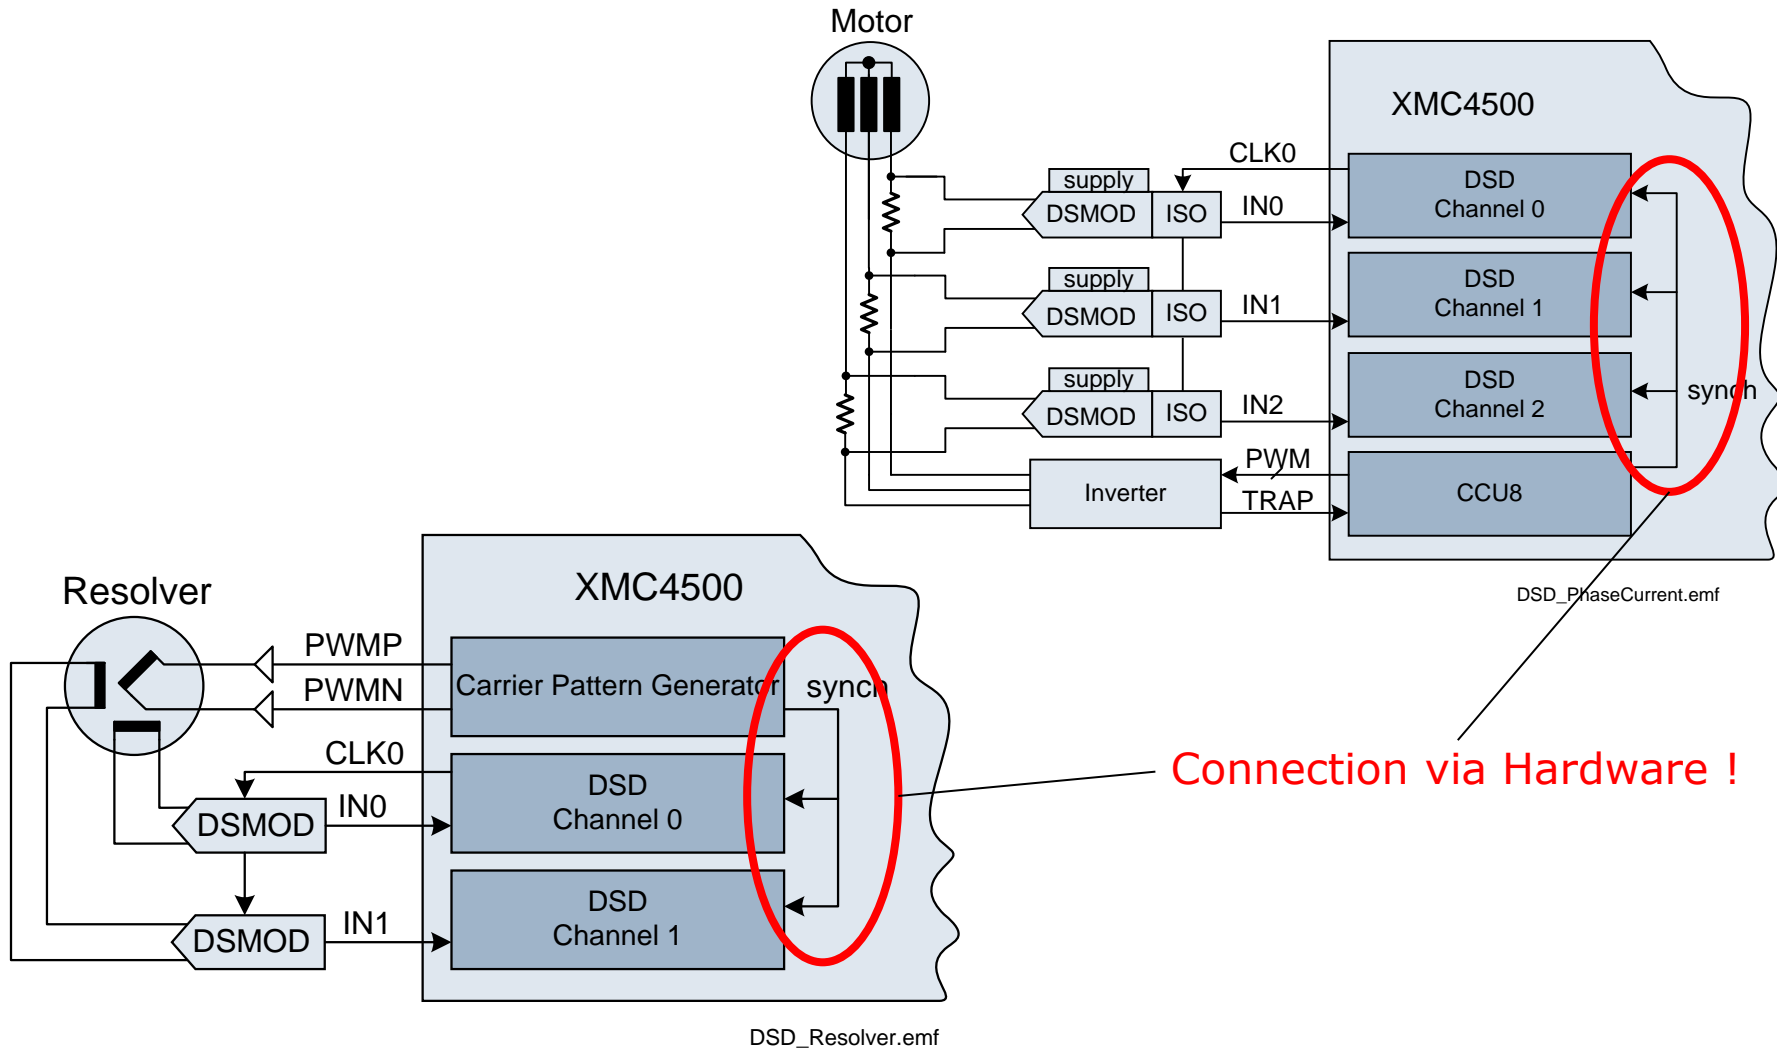 Motor
XMC4500
CLK0
supply
DSMOD
ISO
IN0
DSD
Channel 0
supply
DSMOD
ISO
IN1
DSD
Channel 1
supply
DSMOD
ISO
IN2
DSD
Channel 2
synch
PWM
Inverter
TRAP
CCU8
DSD_PhaseCurrent.emf
Resolver
XMC4500
PWMP
PWMN
Carrier Pattern Generator
synch
CLK0
DSMOD
IN0
DSD
Channel 0
DSMOD
IN1
DSD
Channel 1
Connection via Hardware !
DSD_Resolver.emf